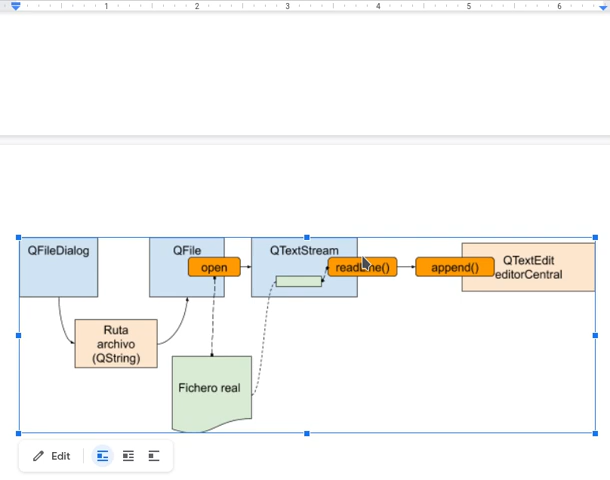 1 2 3 4 5 6
QFileDialog
QFile
QTextStream
open
readLine()
append()
QTextEdit
editorCentral
Ruta
archivo
(QString)
Fichero real
Edit